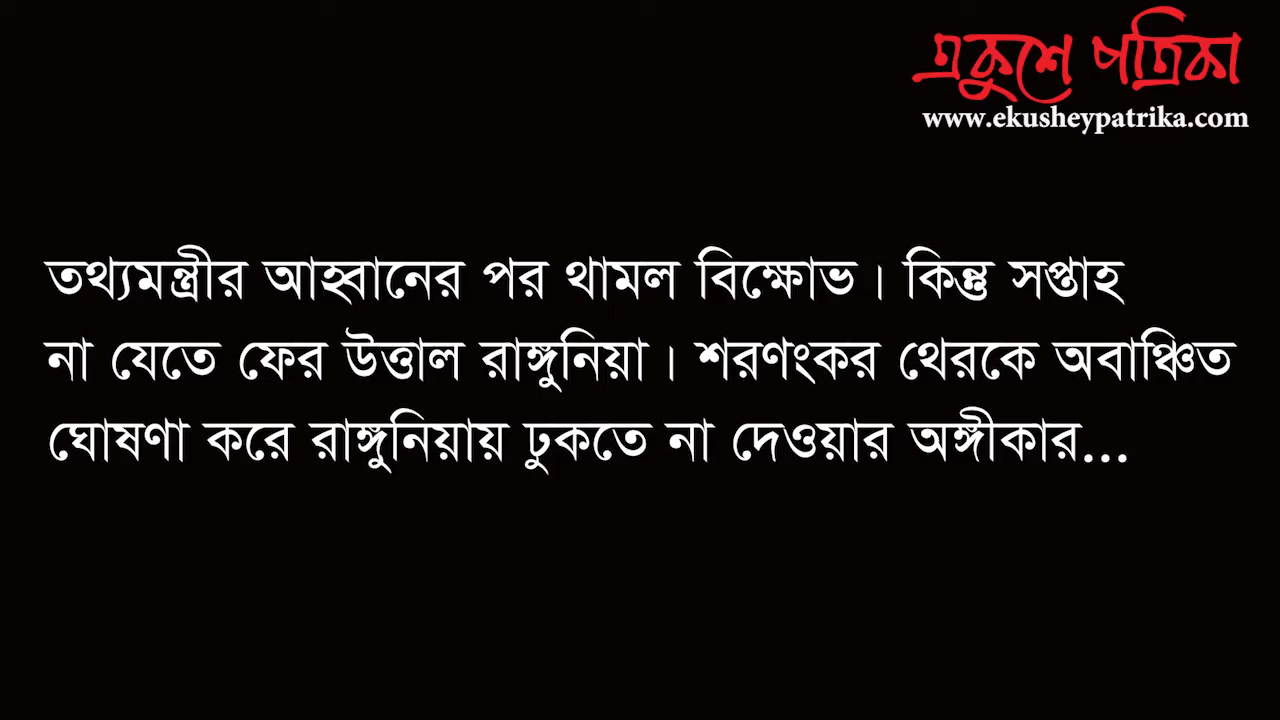 একুশে পত্রিকা
www.ekusheypatrika.com
তথ্যমন্ত্রীর আহ্বানের পর থামল বিক্ষোভ। কিন্তু সপ্তাহ
না যেতে ফের উত্তাল রাঙ্গুনিয়া। শরণংকর থেরকে অবাঞ্চিত
ঘোষণা করে রাঙ্গুনিয়ায় ঢুকতে না দেওয়ার অঙ্গীকার...